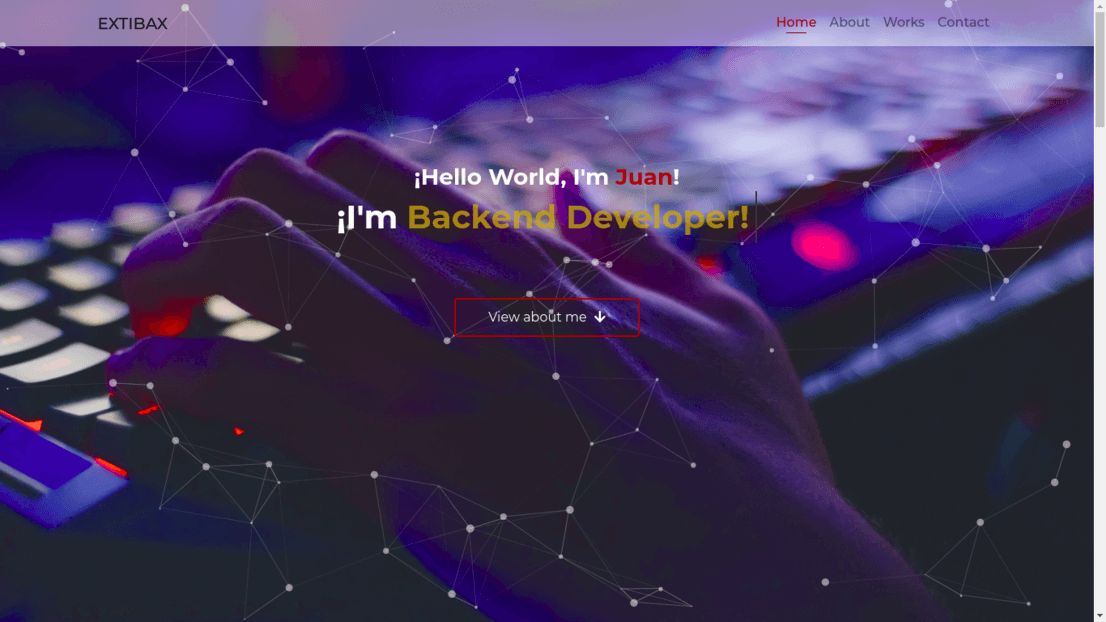 EXTIBAX
Home About Works Contact
¡Hello World, I'm Juan!
¡I'm Backend Developer!
View about me